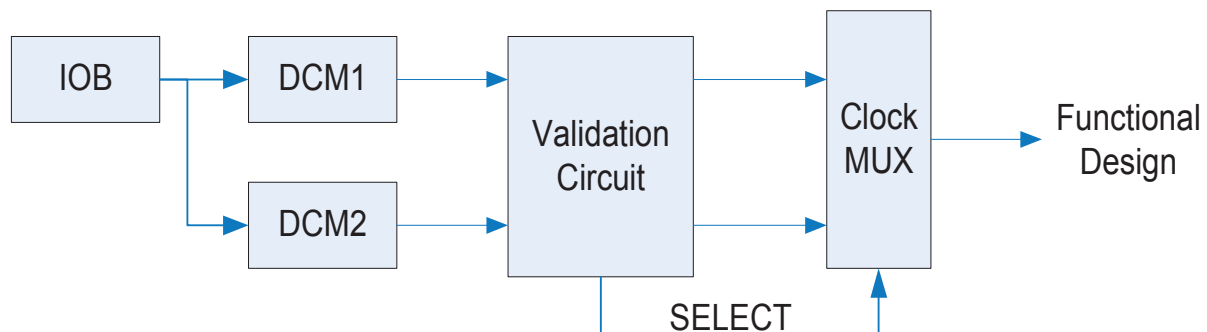 IOB
DCM1
DCM2
Validation
Circuit
Clock
MUX
Functional
Design
SELECT